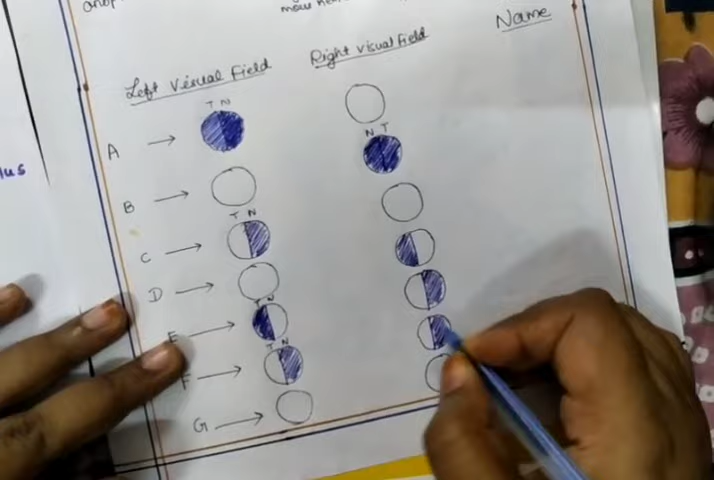 Name
Left Visual Field
Right Visual Field
T N
A →
N T
B →
T N
C →
D →
T N
E →
T N
F →
G →
lus